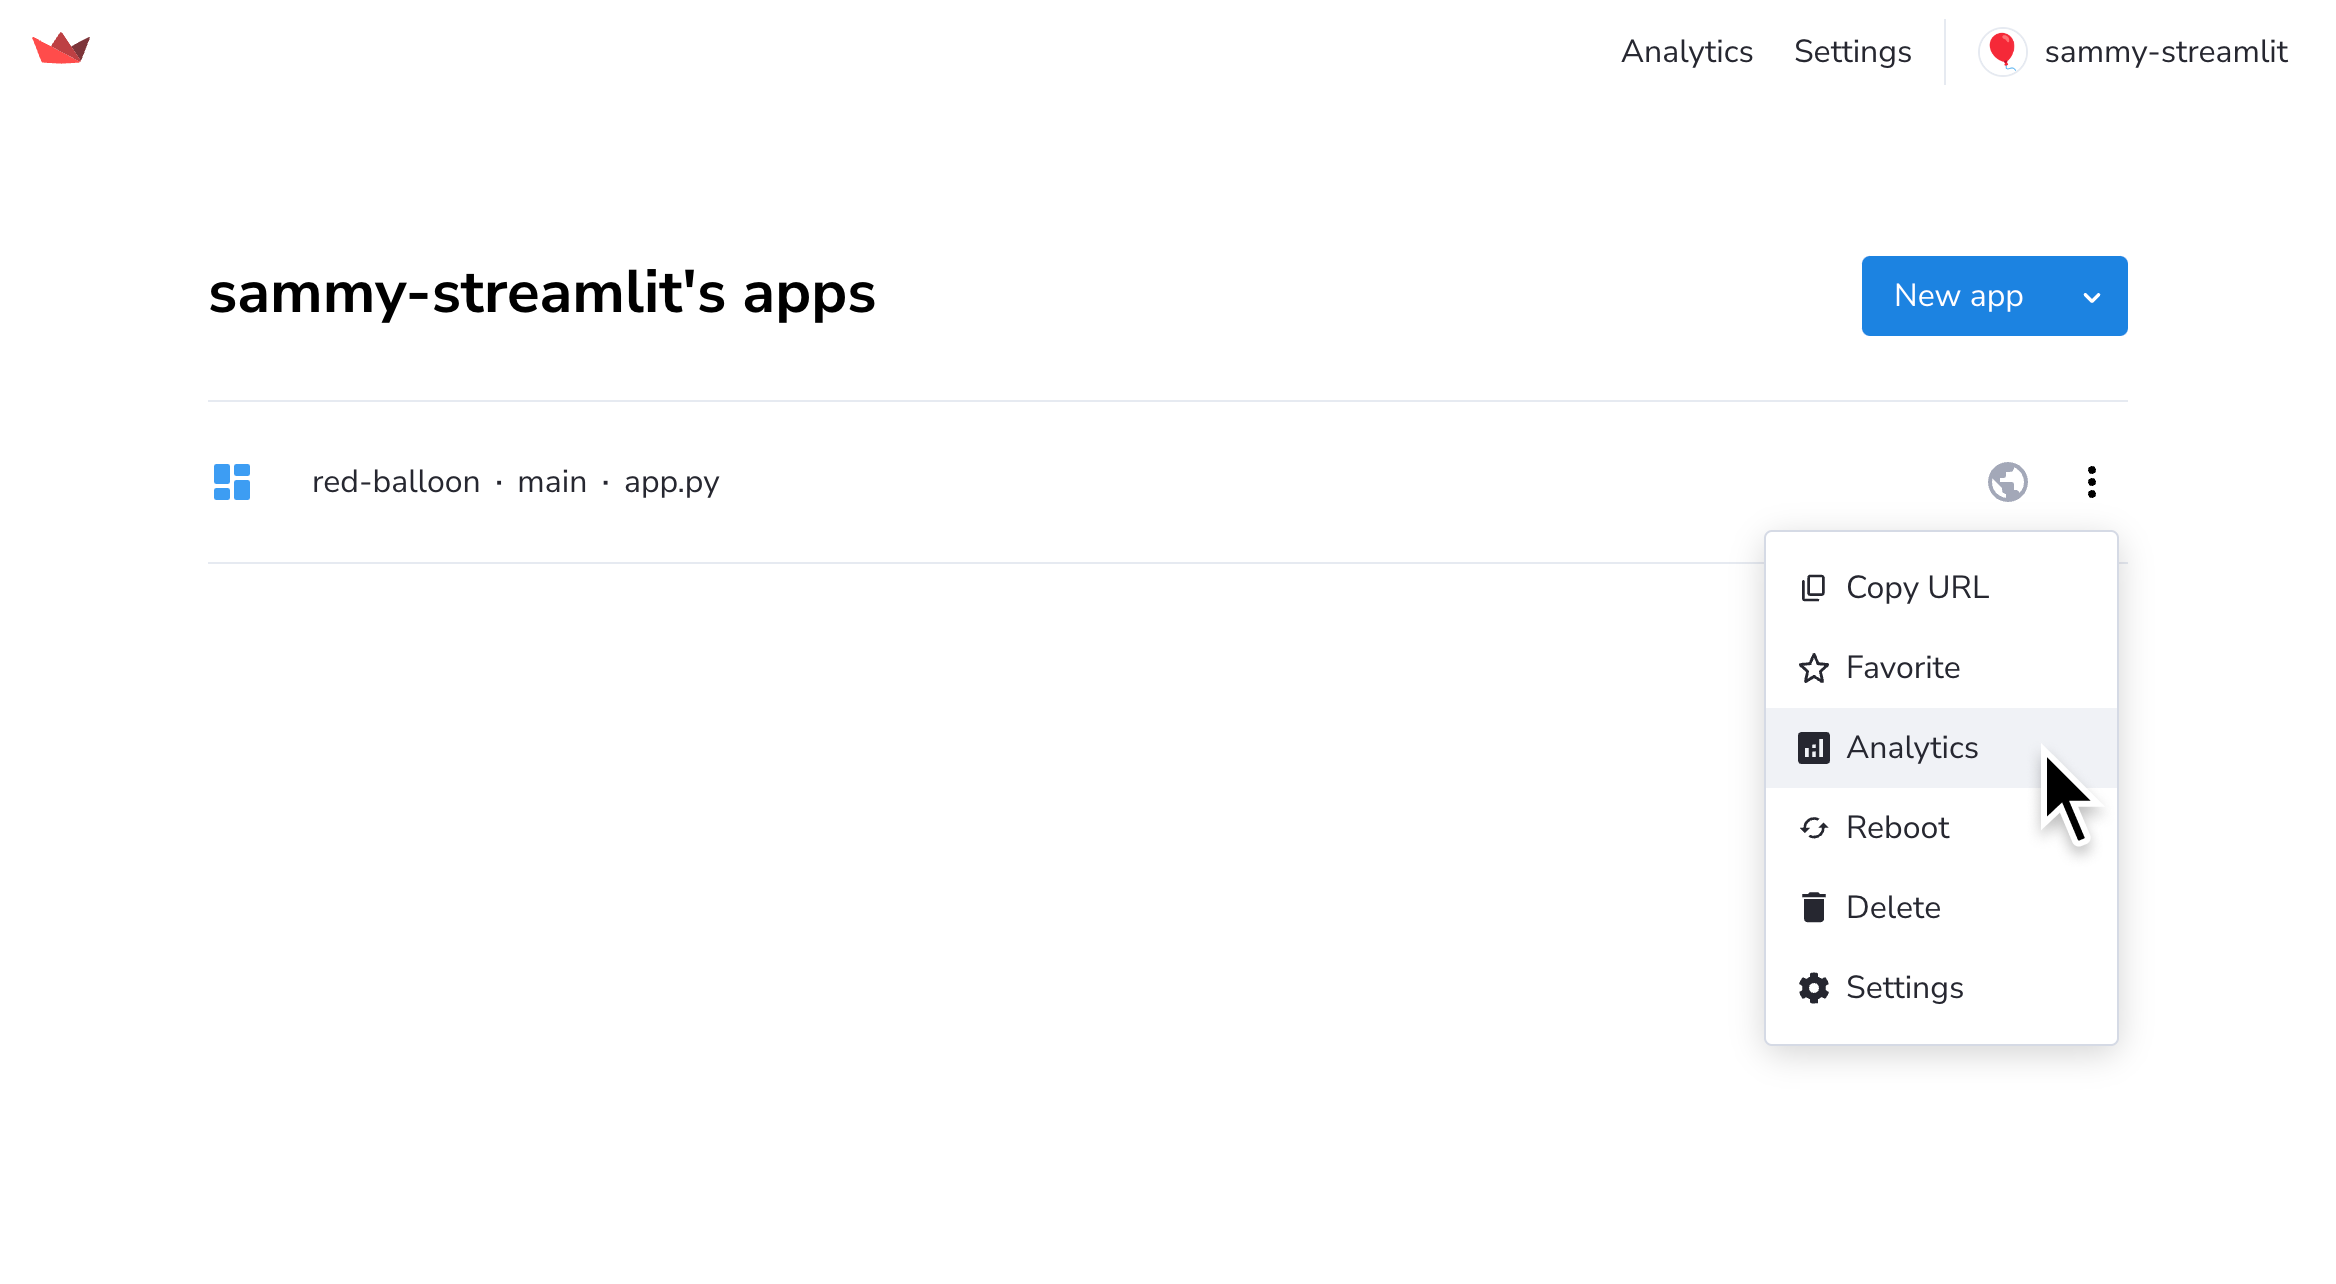 Analytics Settings sammy-streamlit
sammy-streamlit's apps
New app
red-balloon · main · app.py
Copy URL
Favorite
Analytics
Reboot
Delete
Settings